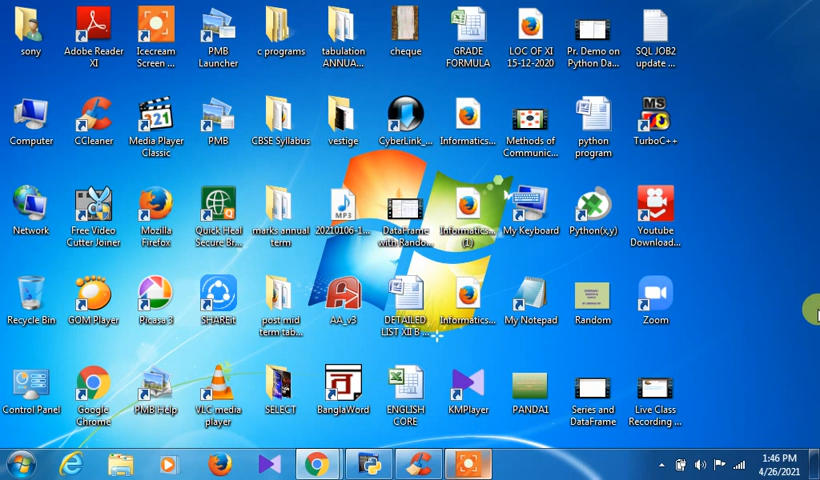 sony
Adobe Reader
XI
Icecream
Screen ...
PMB
Launcher
c programs
tabulation
ANNUA...
cheque
GRADE
FORMULA
LOC OF XI
15-12-2020
Pr. Demo on
Python Da...
SQL JOB2
update ...
Computer
CCleaner
321
Media Player
Classic
PMB
CBSE Syllabus
vestige
CyberLink_...
Informatics...
Methods of
Communic...
python
program
MS
TurboC++
Network
Free Video
Cutter Joiner
Mozilla
Firefox
Quick Heal
Secure Br...
marks annual
term
MP3
20210106-1...
DataFrame
with Rando...
Informatics...
(1)
My Keyboard
Python(x,y)
Youtube
Download...
Recycle Bin
GOM Player
Picasa 3
SHAREit
post mid
term tab...
AA_v3
DETAILED
LIST XII B ...
Informatics...
My Notepad
Random
Zoom
Control Panel
Google
Chrome
PMB Help
VLC media
player
SELECT
BanglaWord
ENGLISH
CORE
KMPlayer
PANDA1
Series and
DataFrame
Live Class
Recording ...
1:46 PM
4/26/2021